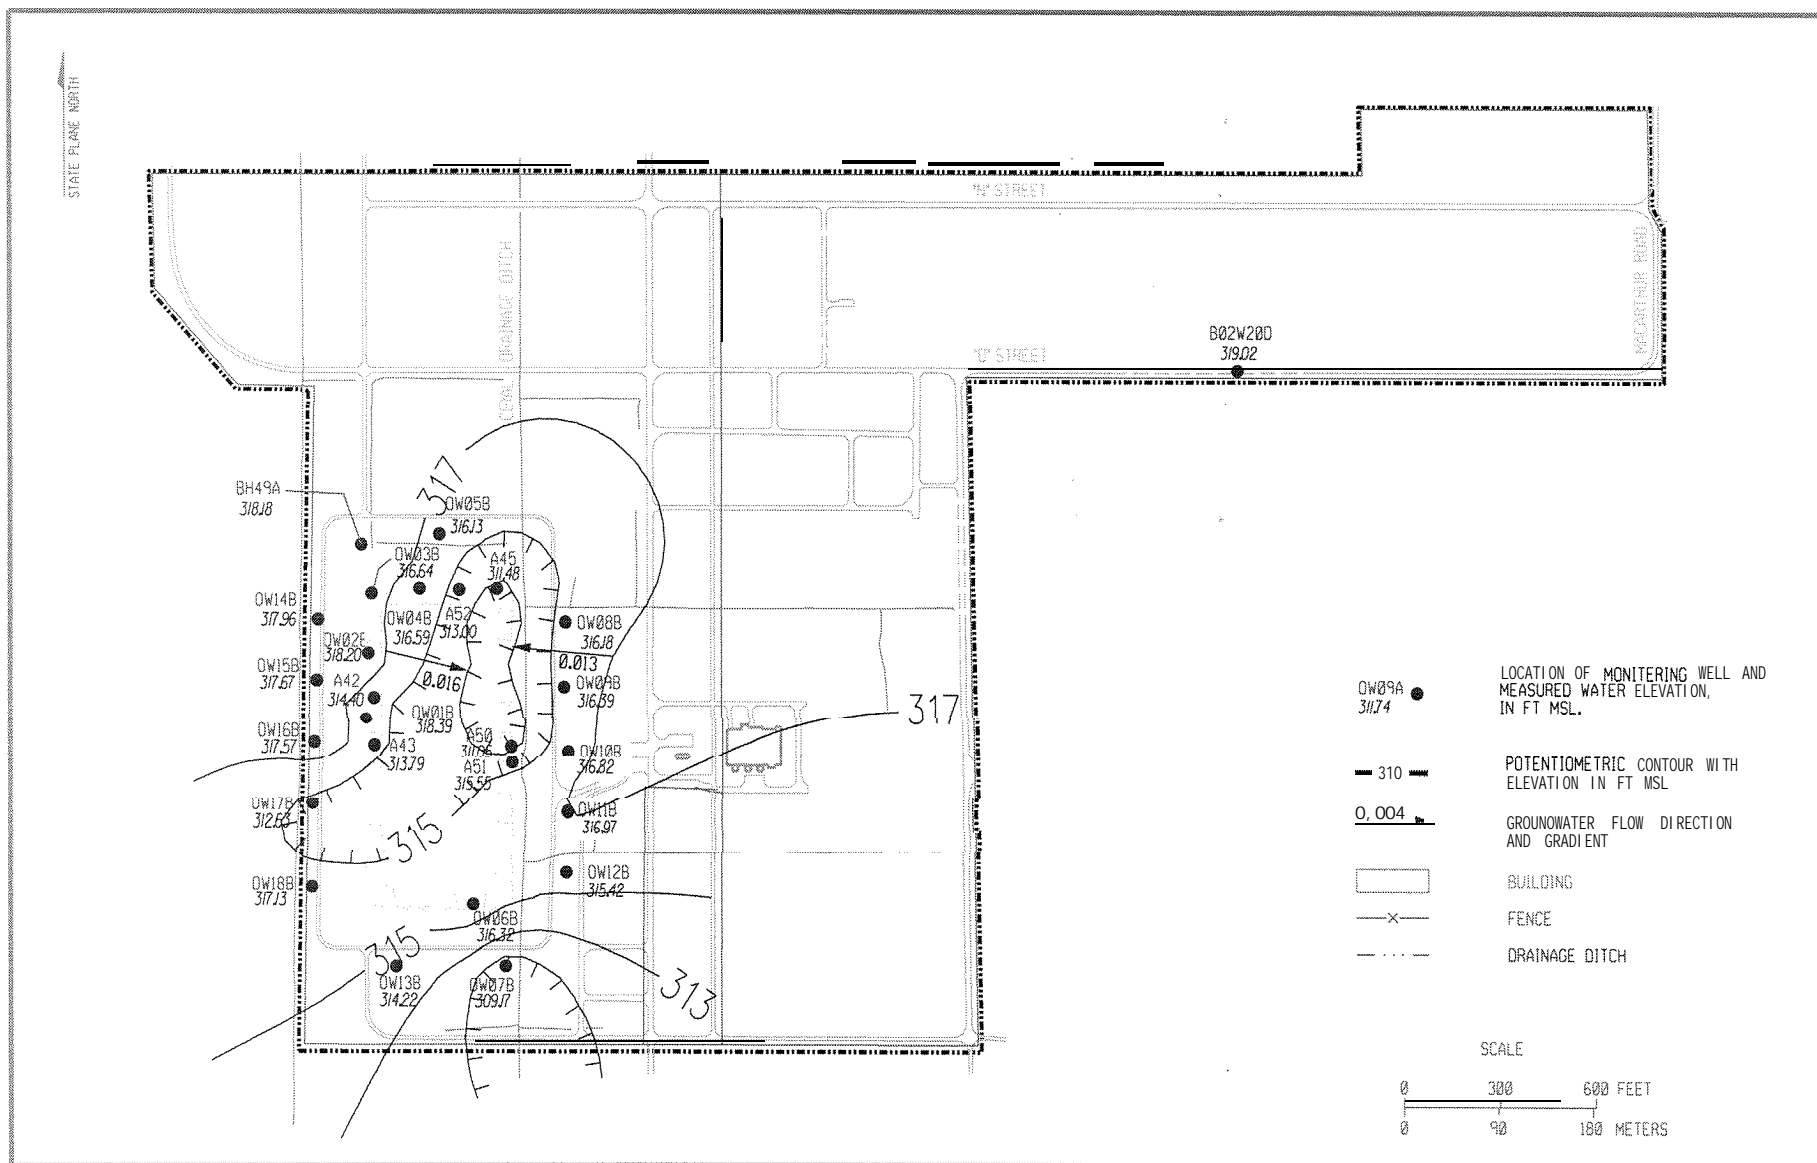 STATE PLANE NORTH
"N" STREET
DRAINAGE DITCH
MACARTHUR ROAD
"O" STREET
B02W20D
319.02
317
BH49A
318.18
OW05B
316.13
OW03B
316.64
A45
311.48
OW14B
317.96
OW04B
316.59
A52
313.00
OW08B
316.18
318.20
0.013
OW15B
317.67
A42
314.40
0.016
OW09B
316.39
OW01B
318.39
317
OW16B
317.57
A43
313.79
A50
311.06
OW10B
316.82
A51
315.55
OW17B
312.63
OW11B
316.97
315
OW18B
317.13
OW12B
315.42
OW06B
316.32
315
OW13B
314.22
OW07B
309.17
313
OW09A
311.74
LOCATION OF MONITERING WELL AND
MEASURED WATER ELEVATION,
IN FT MSL.
310
POTENTIOMETRIC CONTOUR WITH
ELEVATION IN FT MSL
0,004
GROUNOWATER FLOW DIRECTION
AND GRADIENT
BUILDING
FENCE
DRAINAGE DITCH
SCALE
0 300 600 FEET
0 90 180 METERS